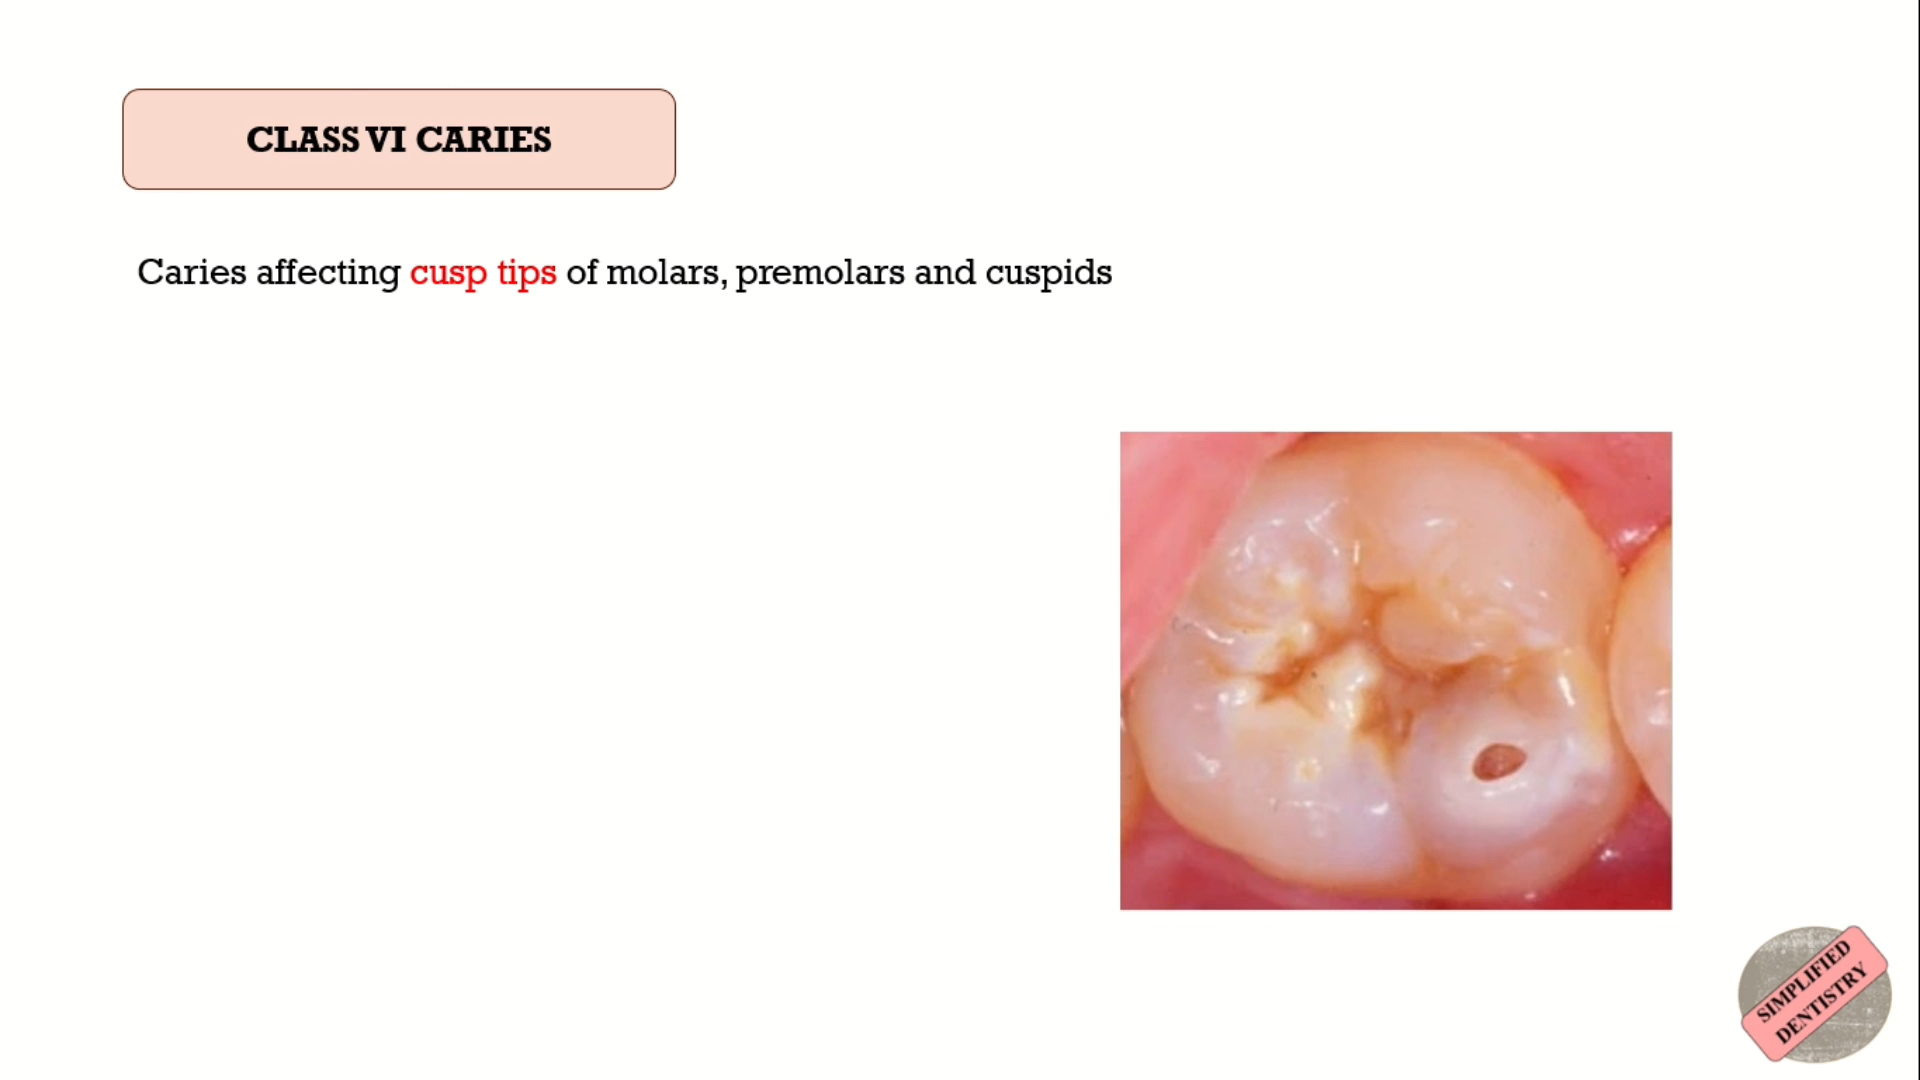 CLASS VI CARIES
Caries affecting cusp tips of molars, premolars and cuspids
SIMPLIFIED
DENTISTRY